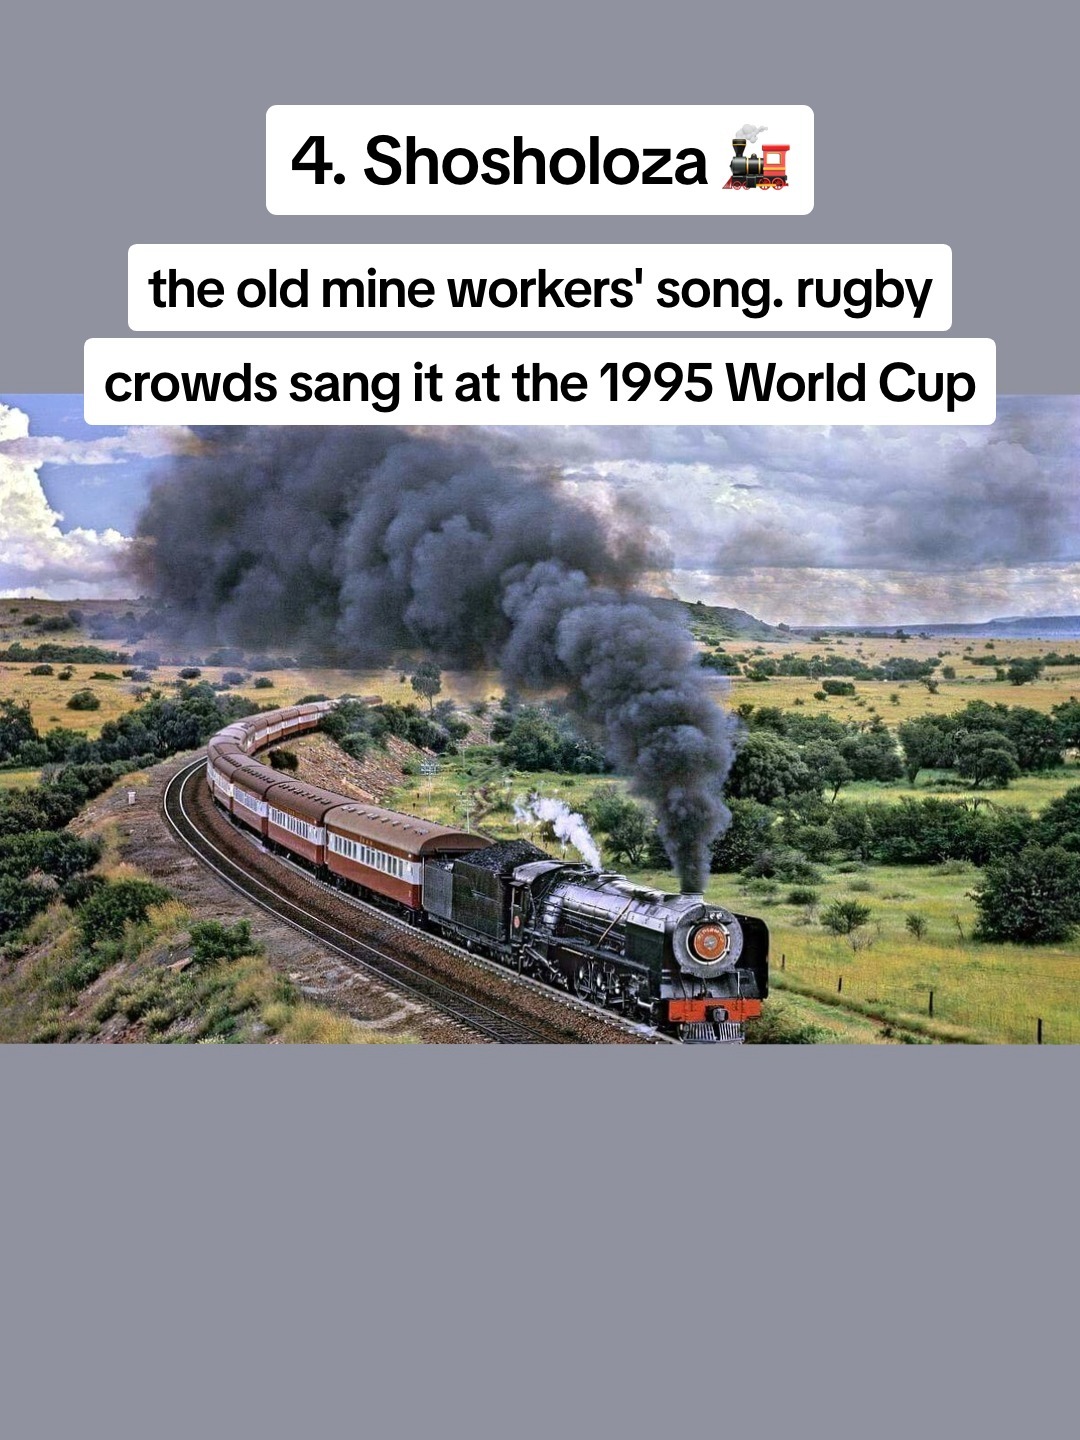 4. Shosholoza 🚂
the old mine workers' song. rugby
crowds sang it at the 1995 World Cup